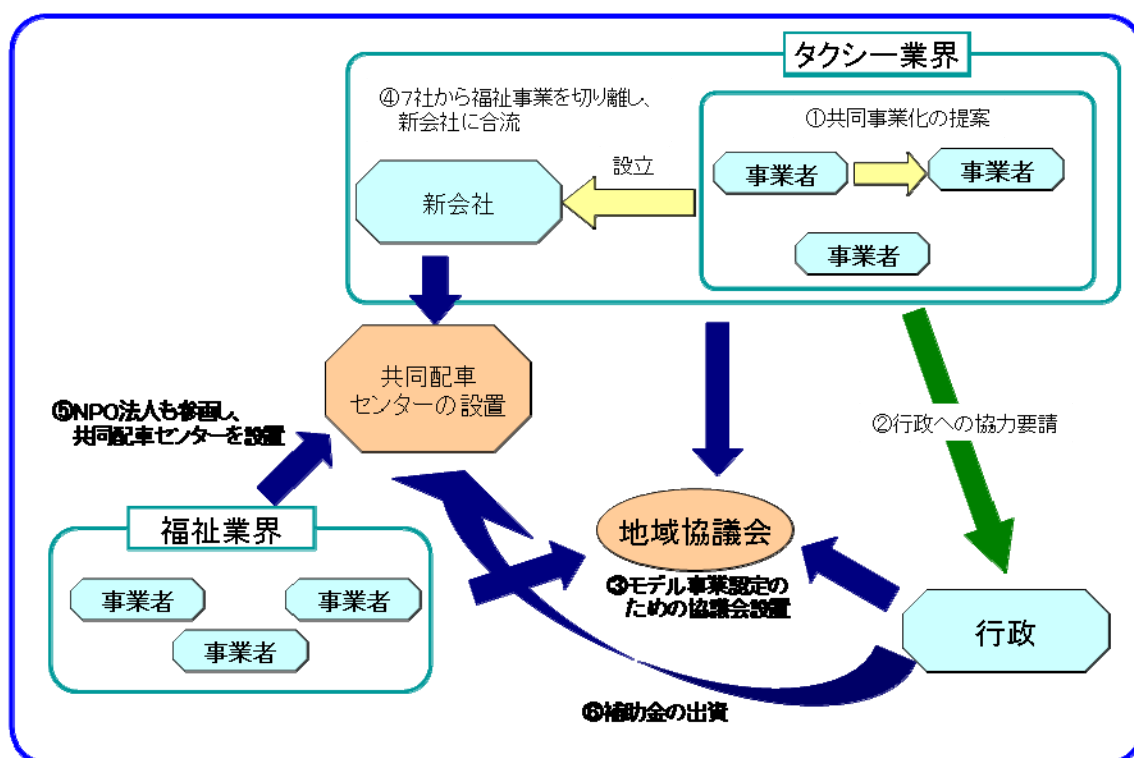 タクシー業界
④7社から福祉事業を切り離し、
新会社に合流
①共同事業化の提案
事業者
事業者
事業者
設立
新会社
共同配車
センターの設置
⑤NPO法人も参画し、
共同配車センターを設置
②行政への協力要請
福祉業界
事業者
事業者
事業者
地域協議会
③モデル事業認定の
ための協議会設置
行政
⑥補助金の出資